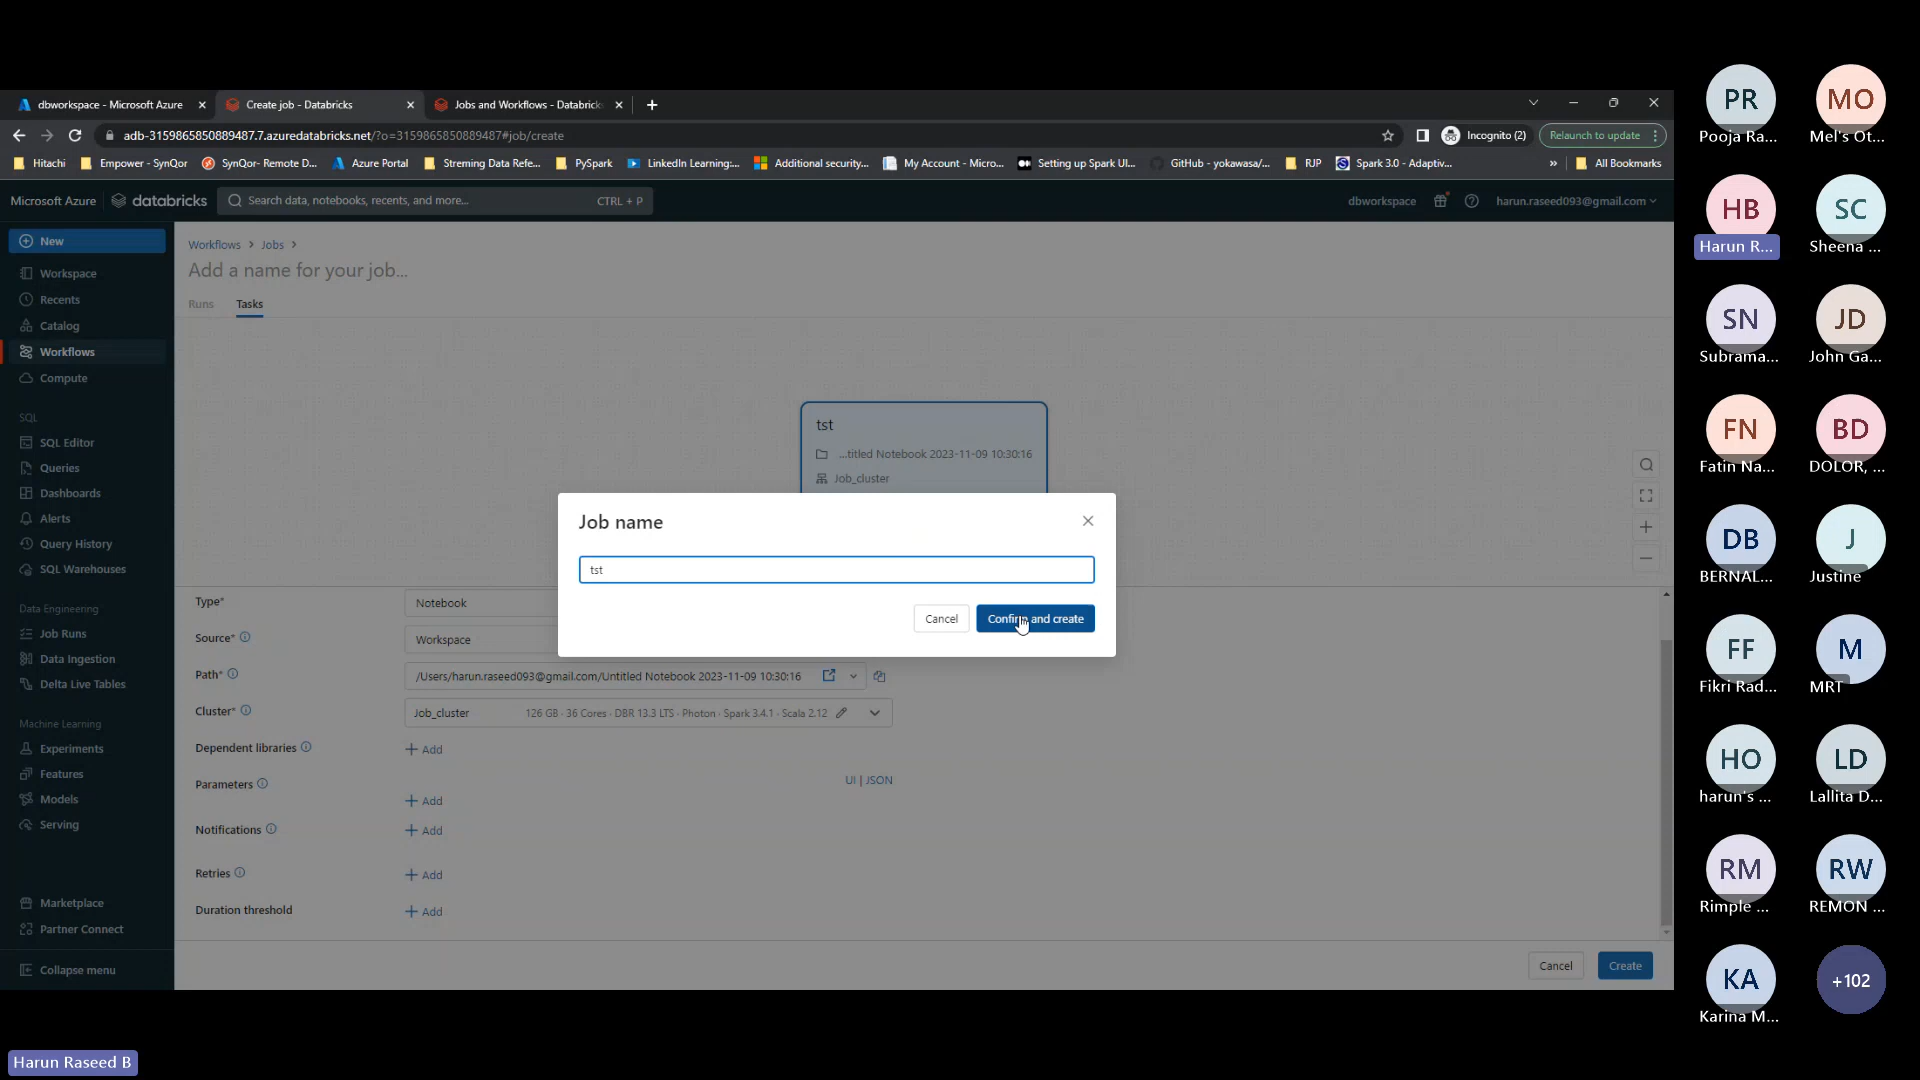 dbworkspace - Microsoft Azure
Create job - Databricks
Jobs and Workflows - Databrick
adb-3159865850889487.7.azuredatabricks.net/?o=3159865850889487#job/create
Incognito (2)
Relaunch to update
Hitachi
Empower - SynQor
SynQor- Remote D...
Azure Portal
Streming Data Refe...
PySpark
LinkedIn Learning:...
Additional security...
My Account - Micro...
Setting up Spark UI...
GitHub - yokawasa/...
RJP
Spark 3.0 - Adaptiv...
»
All Bookmarks
Microsoft Azure
databricks
Search data, notebooks, recents, and more...
CTRL + P
dbworkspace
harun.raseed093@gmail.com
New
Workspace
Recents
Catalog
Workflows
Compute
SQL
SQL Editor
Queries
Dashboards
Alerts
Query History
SQL Warehouses
Data Engineering
Job Runs
Data Ingestion
Delta Live Tables
Machine Learning
Experiments
Features
Models
Serving
Marketplace
Partner Connect
Collapse menu
Workflows > Jobs >
Add a name for your job...
Runs
Tasks
tst
...titled Notebook 2023-11-09 10:30:16
Job_cluster
Job name
tst
Cancel
Confirm and create
Type*
Notebook
Source*
Workspace
Path*
/Users/harun.raseed093@gmail.com/Untitled Notebook 2023-11-09 10:30:16
Cluster*
Job_cluster
126 GB · 36 Cores · DBR 13.3 LTS · Photon · Spark 3.4.1 · Scala 2.12
Dependent libraries
+ Add
Parameters
UI | JSON
+ Add
Notifications
+ Add
Retries
+ Add
Duration threshold
+ Add
Cancel
Create
PR
Pooja Ra...
MO
Mel's Ot...
HB
Harun R...
SC
Sheena ...
SN
Subrama...
JD
John Ga...
FN
Fatin Na...
BD
DOLOR, ...
DB
BERNAL...
J
Justine
FF
Fikri Rad...
M
MRT
HO
harun's ...
LD
Lallita D...
RM
Rimple ...
RW
REMON ...
KA
Karina M...
+102
Harun Raseed B